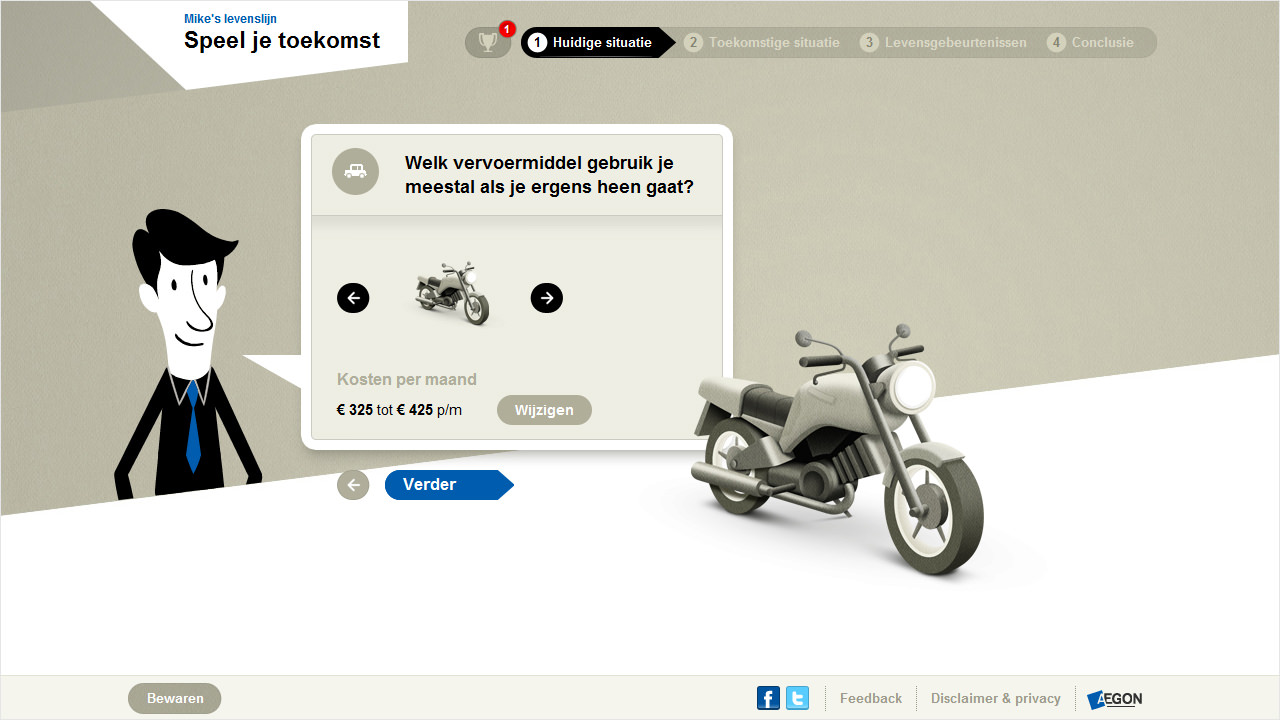 Mike's levenslijn
Speel je toekomst
1
1 Huidige situatie
2 Toekomstige situatie
3 Levensgebeurtenissen
4 Conclusie
Welk vervoermiddel gebruik je
meestal als je ergens heen gaat?
Kosten per maand
€ 325 tot € 425 p/m
Wijzigen
Verder
Bewaren
f
t
Feedback
Disclaimer & privacy
AEGON